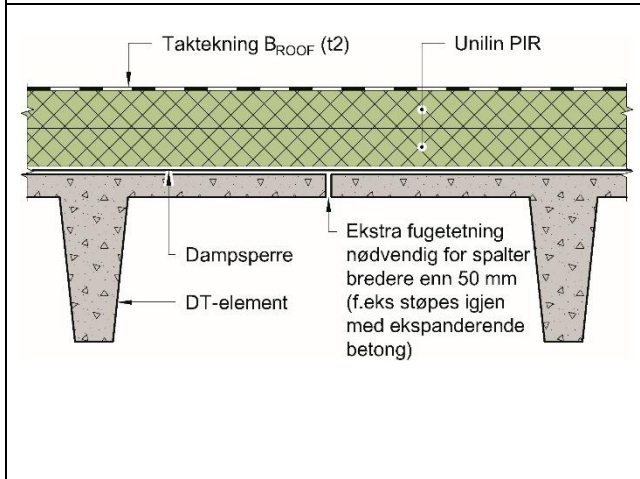 Taktekning BROOF (t2)
Unilin PIR
Dampsperre
DT-element
Ekstra fugetetning
nødvendig for spalter
bredere enn 50 mm
(f.eks støpes igjen
med ekspanderende
betong)